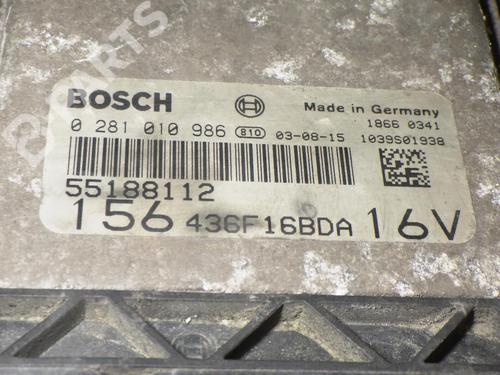 BOSCH
Made in Germany
0 281 010 986 810 03-08-15
1866 0341
1039S01938
55188112
156 436F16BDA 16V
B-PARTS